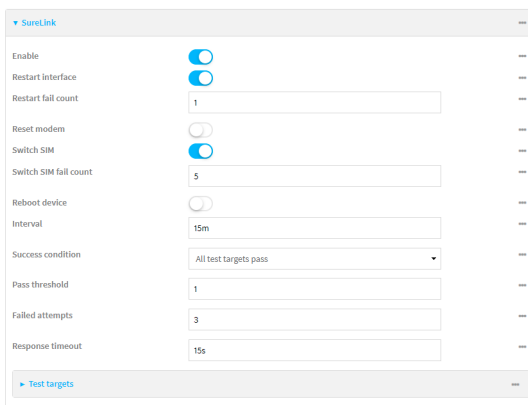 SureLink
Enable
Restart interface
Restart fail count
1
Reset modem
Switch SIM
Switch SIM fail count
5
Reboot device
Interval
15m
Success condition
All test targets pass
Pass threshold
1
Failed attempts
3
Response timeout
15s
Test targets